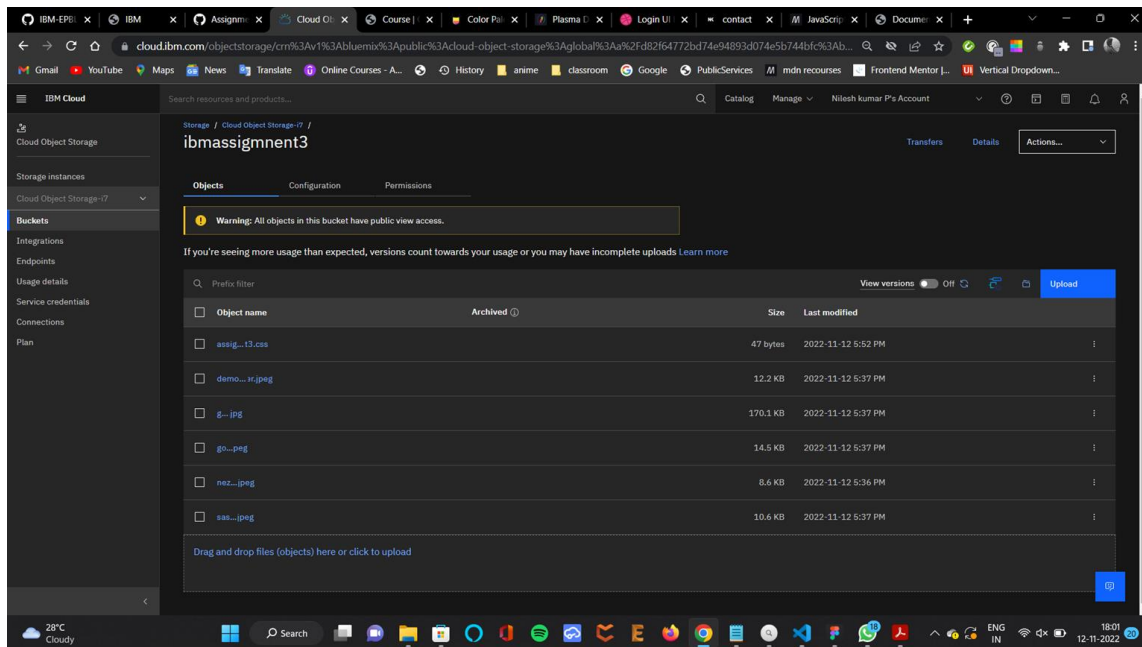 IBM-EPBL IBM Assignme Cloud Ob Course | Color Pal Plasma D Login UI contact JavaScrip Documen
cloud.ibm.com/objectstorage/crn%3Av1%3Abluemix%3Apublic%3Acloud-object-storage%3Aglobal%3Aa%2Fd82f64772bd74e94893d074e5b744bfc%3Ab...
Gmail YouTube Maps News Translate Online Courses - A... History anime classroom Google PublicServices mdn recourses Frontend Mentor |... Vertical Dropdown...
IBM Cloud Search resources and products... Catalog Manage Nilesh kumar P's Account
Cloud Object Storage
Storage instances
Cloud Object Storage-i7
Buckets
Integrations
Endpoints
Usage details
Service credentials
Connections
Plan
Storage / Cloud Object Storage-i7 /
ibmassigmnent3
Transfers Details Actions...
Objects Configuration Permissions
Warning: All objects in this bucket have public view access.
If you're seeing more usage than expected, versions count towards your usage or you may have incomplete uploads Learn more
Prefix filter View versions Off Upload
Object name Archived Size Last modified
assig...t3.css 47 bytes 2022-11-12 5:52 PM
demo... er.jpeg 12.2 KB 2022-11-12 5:37 PM
g... jpg 170.1 KB 2022-11-12 5:37 PM
go...peg 14.5 KB 2022-11-12 5:37 PM
nez...jpeg 8.6 KB 2022-11-12 5:36 PM
sas...jpeg 10.6 KB 2022-11-12 5:37 PM
Drag and drop files (objects) here or click to upload
28°C
Cloudy
Search
18
ENG
IN
18:01
12-11-2022
20